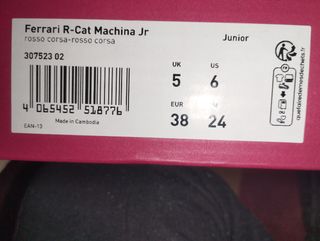 Ferrari R-Cat Machina Jr
rosso corsa-rosso corsa
Junior
307523 02
UK US
5 6
EUR
38 24
4 065452 518776
EAN-13
Made in Cambodia
quefairedemesdechets.fr